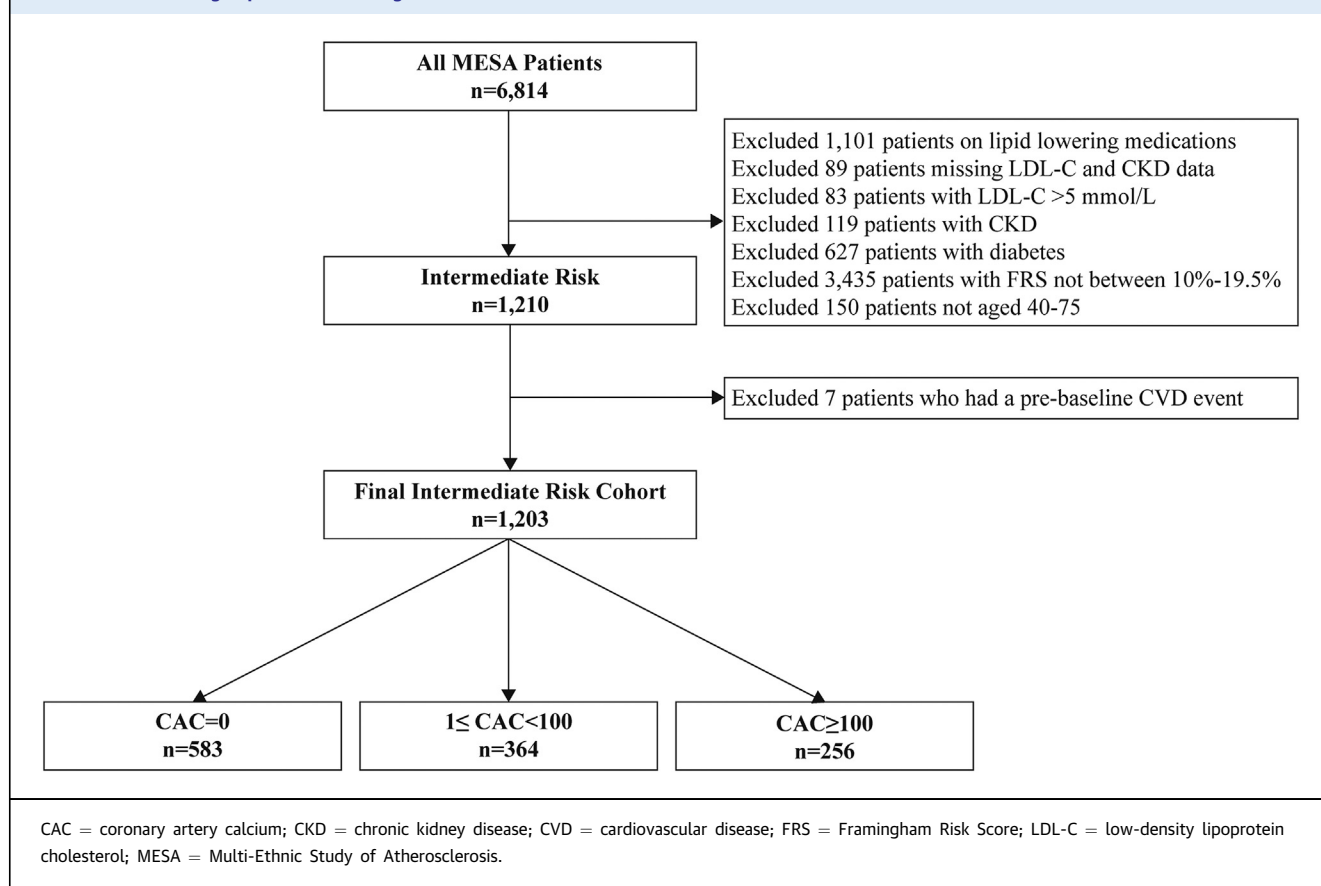 All MESA Patients
n=6,814
Excluded 1,101 patients on lipid lowering medications
Excluded 89 patients missing LDL-C and CKD data
Excluded 83 patients with LDL-C >5 mmol/L
Excluded 119 patients with CKD
Excluded 627 patients with diabetes
Excluded 3,435 patients with FRS not between 10%-19.5%
Excluded 150 patients not aged 40-75
Intermediate Risk
n=1,210
Excluded 7 patients who had a pre-baseline CVD event
Final Intermediate Risk Cohort
n=1,203
CAC=0
n=583
1≤ CAC<100
n=364
CAC≥100
n=256
CAC = coronary artery calcium; CKD = chronic kidney disease; CVD = cardiovascular disease; FRS = Framingham Risk Score; LDL-C = low-density lipoprotein
cholesterol; MESA = Multi-Ethnic Study of Atherosclerosis.